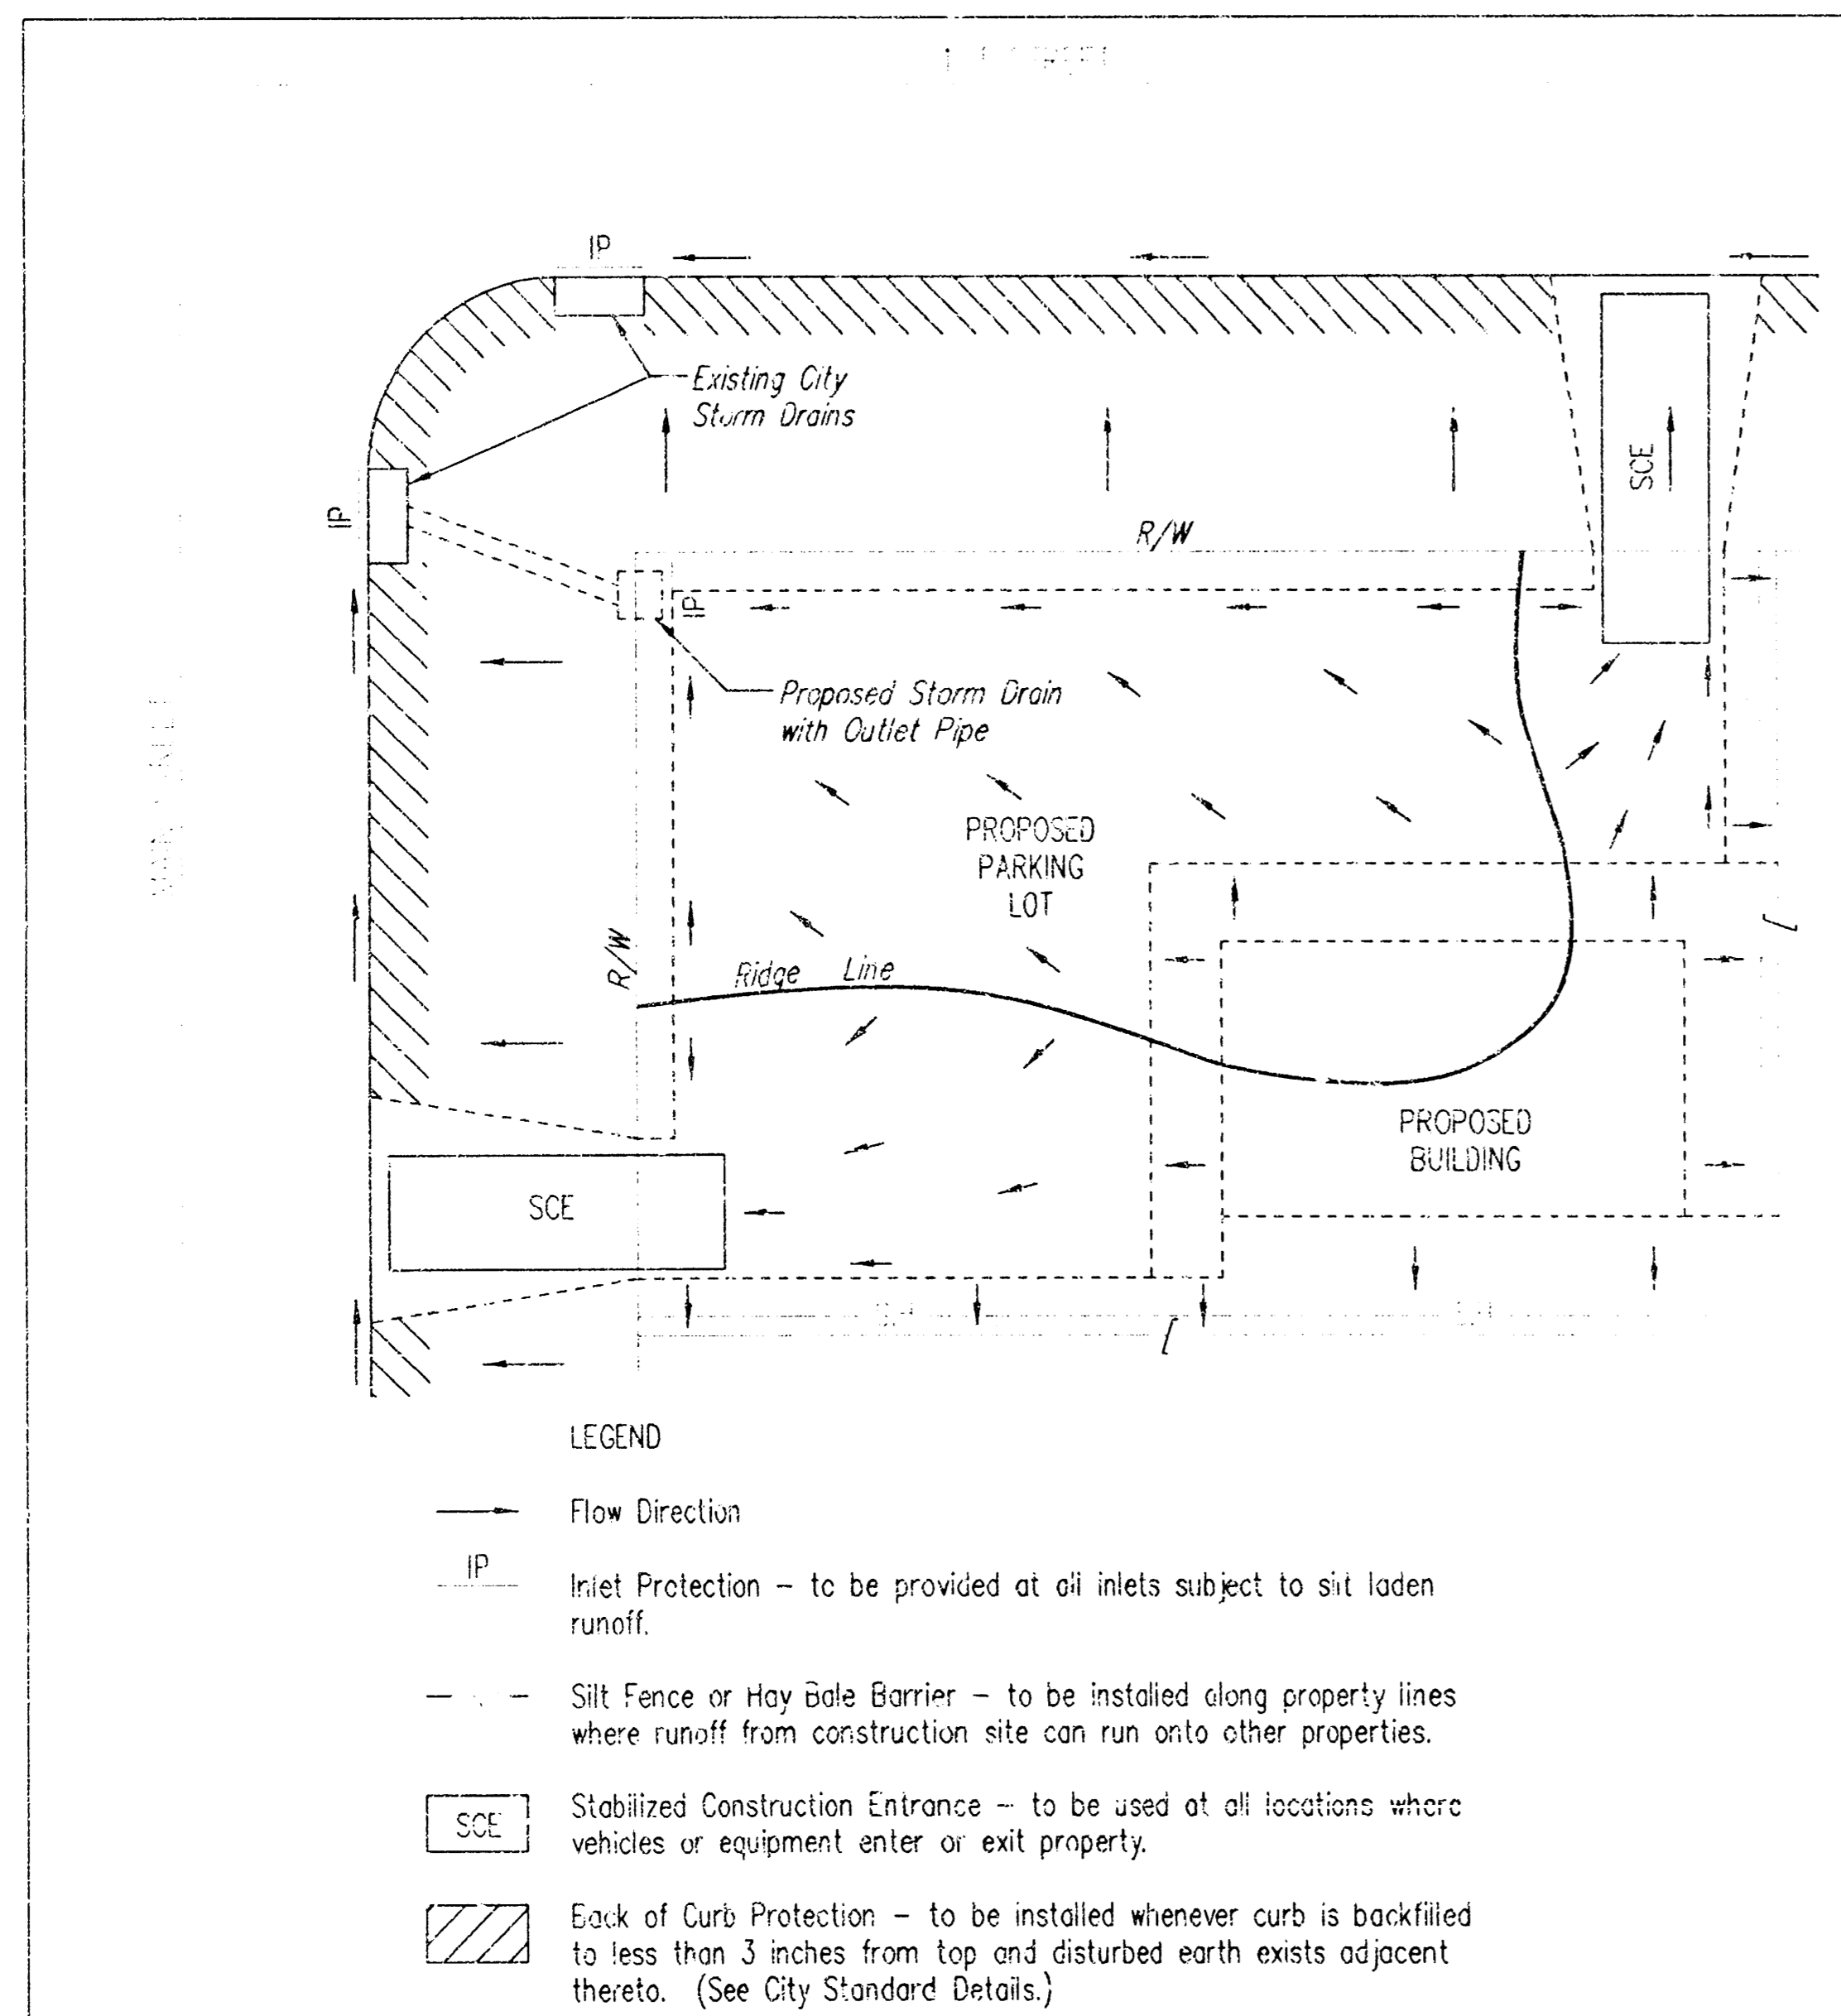 IP
Existing City
Storm Drains
IP
SCE
R/W
IP
Proposed Storm Drain
with Outlet Pipe
PROPOSED
PARKING
LOT
R/W
Ridge Line
PROPOSED
BUILDING
SCE
LEGEND
Flow Direction
IP
Inlet Protection – to be provided at all inlets subject to silt laden
runoff.
Silt Fence or Hay Bale Barrier – to be installed along property lines
where runoff from construction site can run onto other properties.
SCE
Stabilized Construction Entrance – to be used at all locations where
vehicles or equipment enter or exit property.
Back of Curb Protection – to be installed whenever curb is backfilled
to less than 3 inches from top and disturbed earth exists adjacent
thereto. (See City Standard Details.)